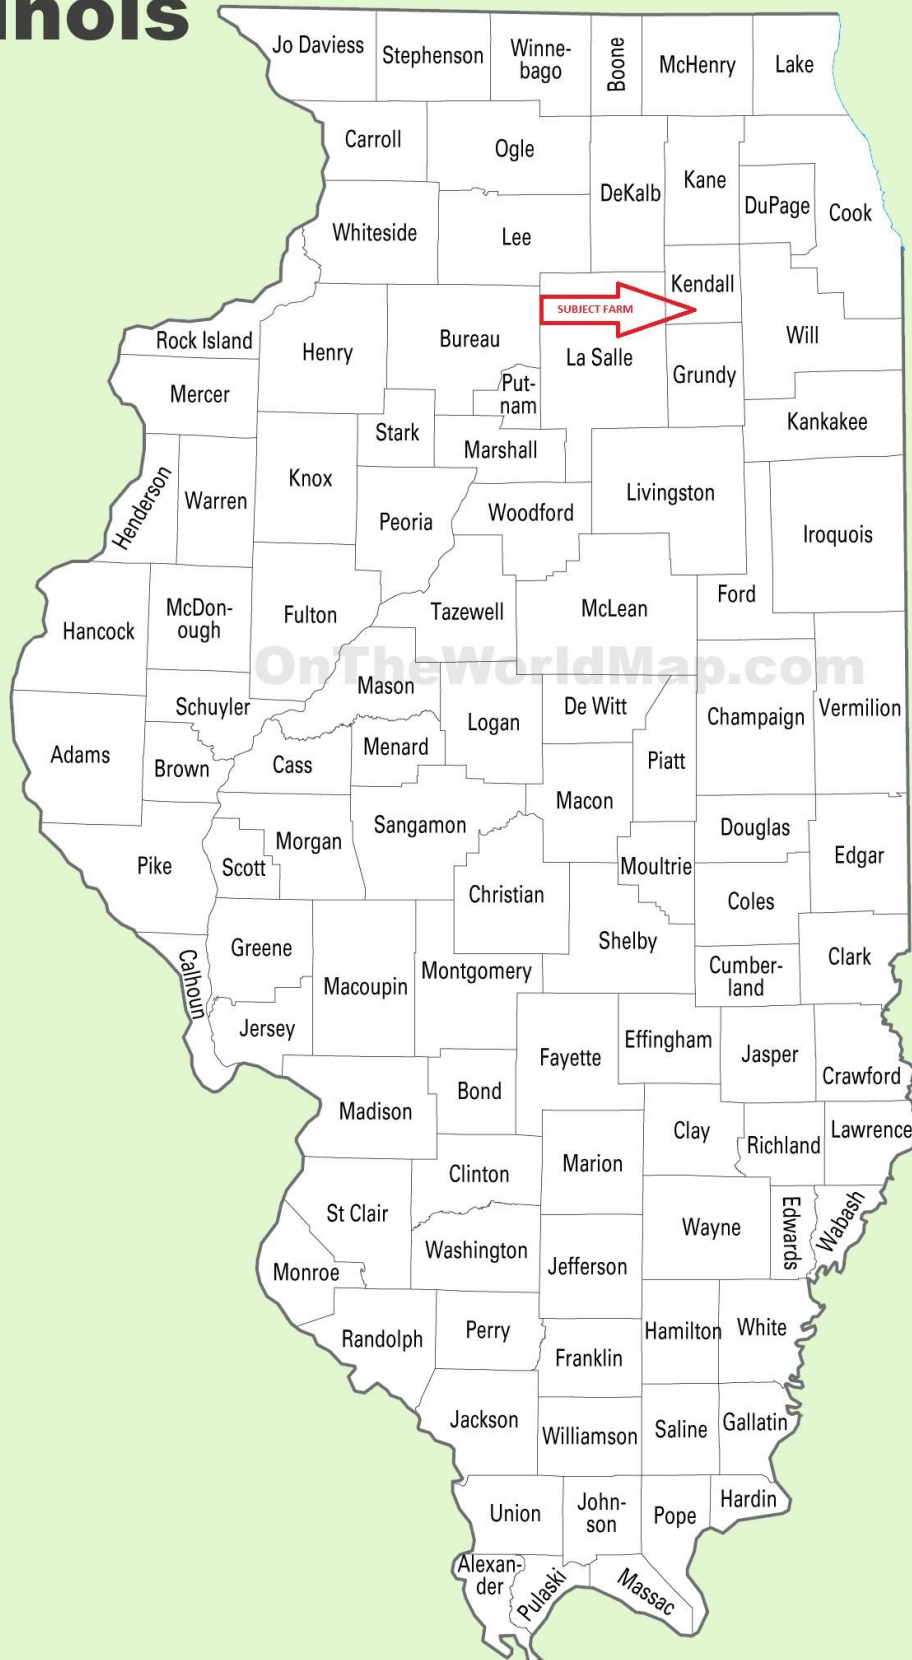 inois
Jo Daviess
Stephenson
Winne-
bago
Boone
McHenry
Lake
Carroll
Ogle
DeKalb
Kane
DuPage
Cook
Whiteside
Lee
Kendall
SUBJECT FARM
Rock Island
Henry
Bureau
La Salle
Will
Mercer
Put-
nam
Grundy
Kankakee
Stark
Marshall
Henderson
Warren
Knox
Peoria
Woodford
Livingston
Iroquois
Hancock
McDon-
ough
Fulton
Tazewell
McLean
Ford
OnTheWorldMap.com
Mason
Schuyler
Logan
De Witt
Champaign
Vermilion
Adams
Brown
Cass
Menard
Piatt
Macon
Pike
Scott
Morgan
Sangamon
Christian
Moultrie
Douglas
Edgar
Coles
Shelby
Calhoun
Greene
Macoupin
Montgomery
Cumber-
land
Clark
Jersey
Fayette
Effingham
Jasper
Crawford
Madison
Bond
Clay
Richland
Lawrence
Clinton
Marion
St Clair
Washington
Jefferson
Wayne
Edwards
Wabash
Monroe
Randolph
Perry
Franklin
Hamilton
White
Jackson
Williamson
Saline
Gallatin
Union
John-
son
Pope
Hardin
Alexan-
der
Pulaski
Massac